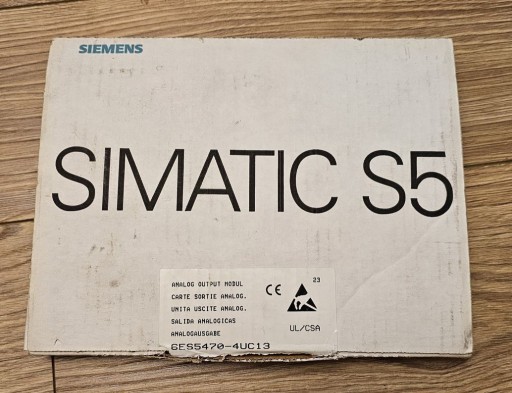 SIEMENS
SIMATIC S5
ANALOG OUTPUT MODUL
CARTE SORTIE ANALOG.
UNITA USCITE ANALOG.
SALIDA ANALOGICAS
ANALOGAUSGABE
6ES5470-4UC13
CE
23
UL/CSA